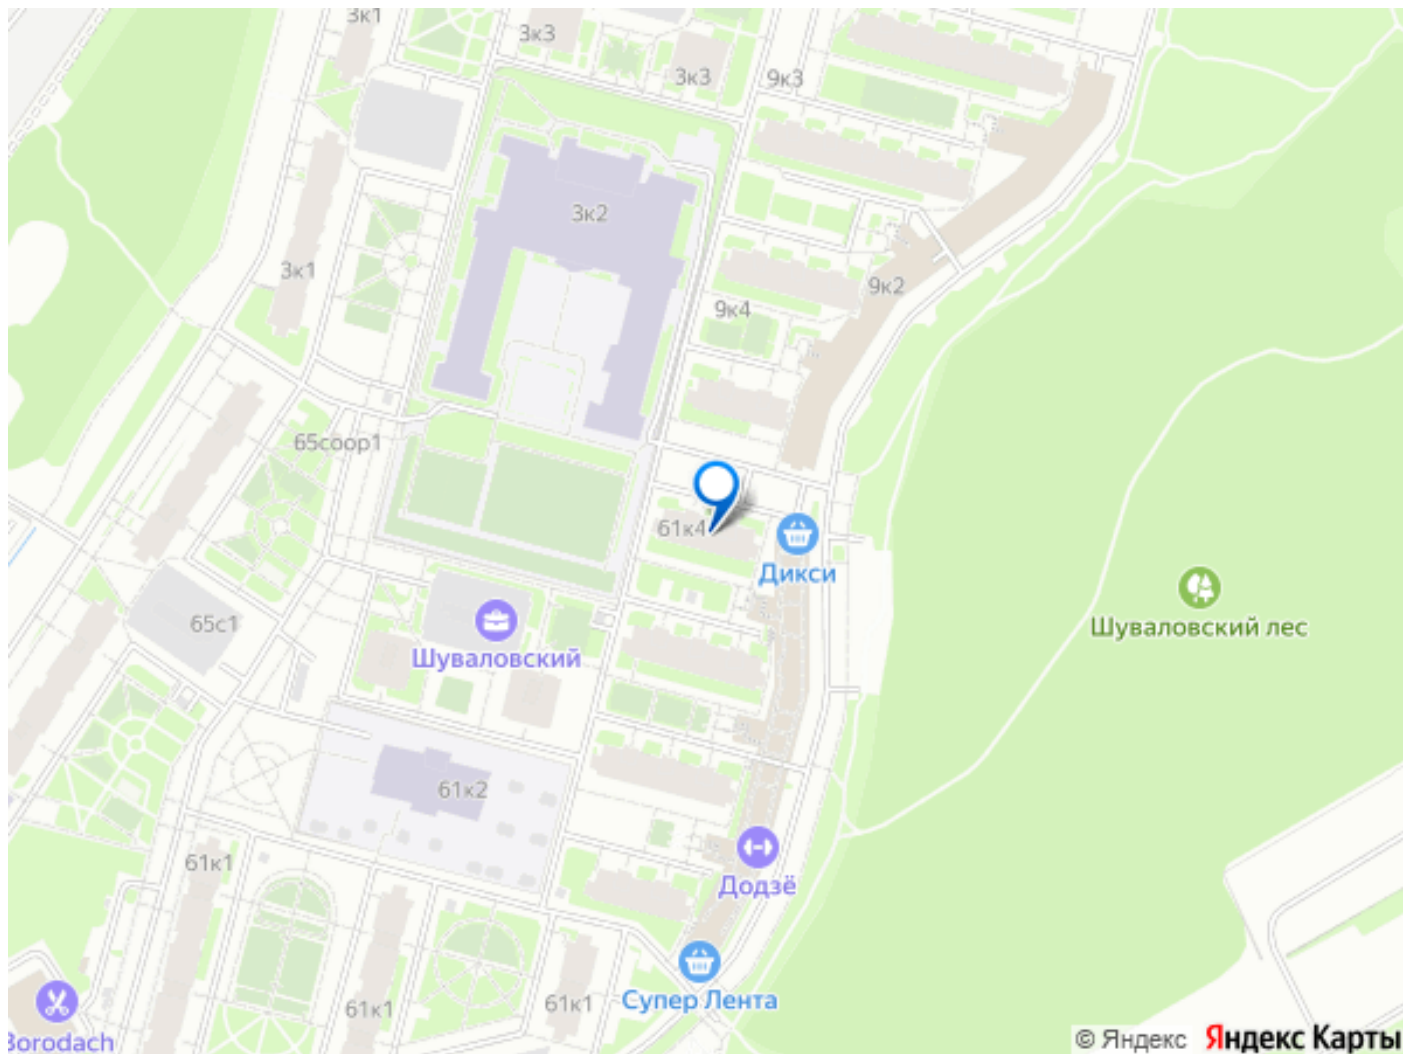 3к1
3к3
3к3
9к3
3к2
3к1
9к2
9к4
65соор1
61к4
Дикси
Шуваловский лес
65с1
Шуваловский
61к2
61к1
Додзё
Супер Лента
61к1
61к1
Borodach
© Яндекс Яндекс Карты